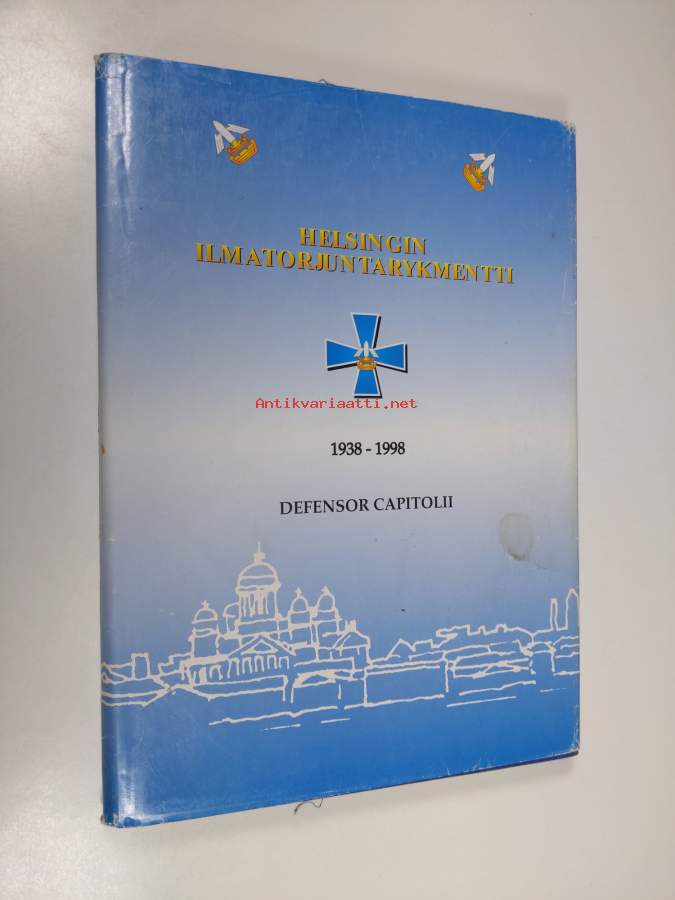 HELSINGIN
ILMATORJUNTARYKMENTTI
Antikvariaatti.net
1938 - 1998
DEFENSOR CAPITOLII